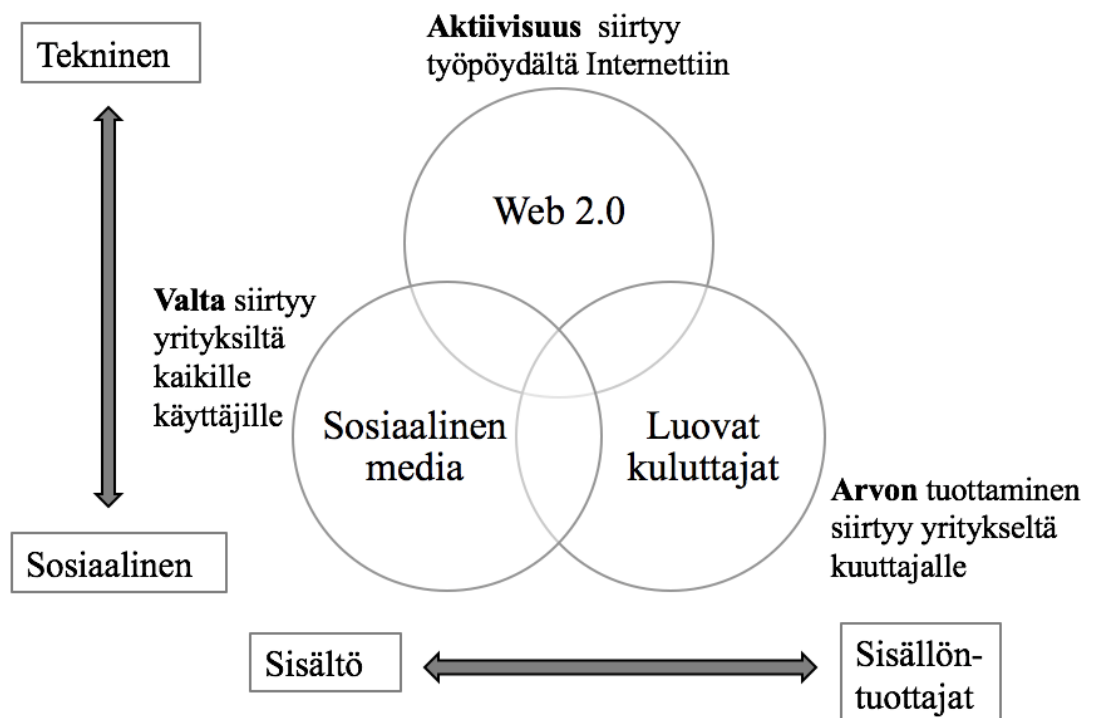 Tekninen
Aktiivisuus siirtyy
työpöydältä Internettiin
Web 2.0
Valta siirtyy
yrityksiltä
kaikille
käyttäjille
Sosiaalinen
media
Luovat
kuluttajat
Arvon tuottaminen
siirtyy yritykseltä
kuuttajalle
Sosiaalinen
Sisältö
Sisällön-
tuottajat